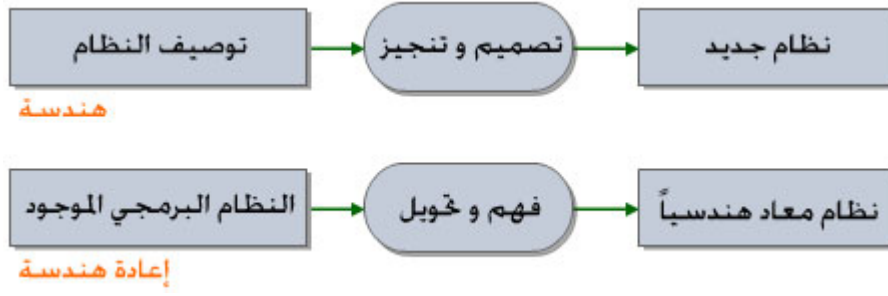 توصيف النظام
تصميم و تنجيز
نظام جديد
هندسة
النظام البرمجي الموجود
فهم و تحويل
نظام معاد هندسياً
إعادة هندسة